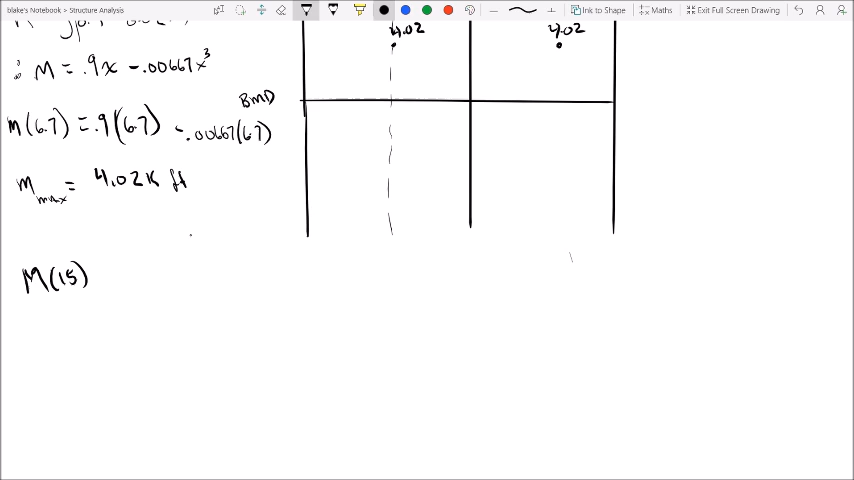 blake's Notebook > Structure Analysis
Ink to Shape
Maths
Exit Full Screen Drawing
4.02
4.02
∴ M = .9x - .00667x³
BMD
M(6.7) = .9(6.7) - .00667(6.7)
M max = 4.02K ft
M(15)